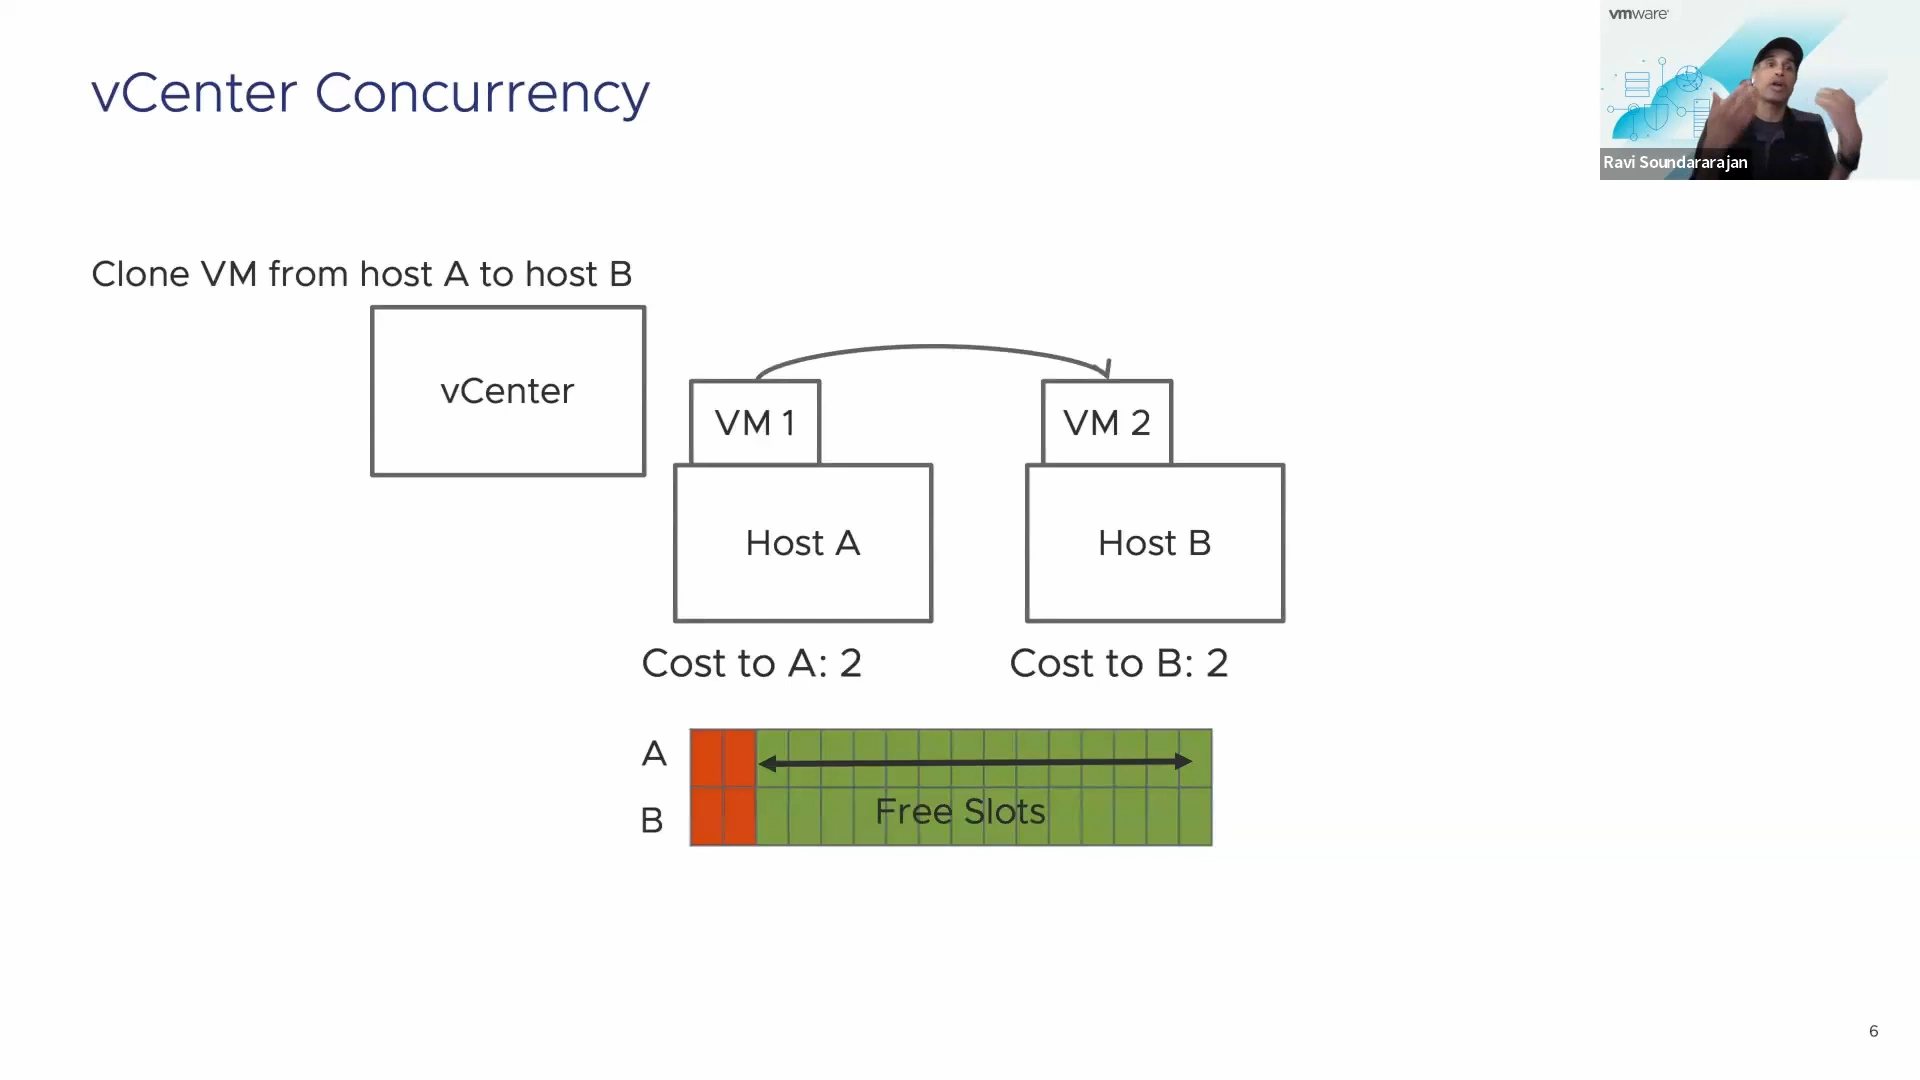 vCenter Concurrency
vmware®
Ravi Soundararajan
Clone VM from host A to host B
vCenter
VM 1
VM 2
Host A
Host B
Cost to A: 2
Cost to B: 2
A
B
Free Slots
6